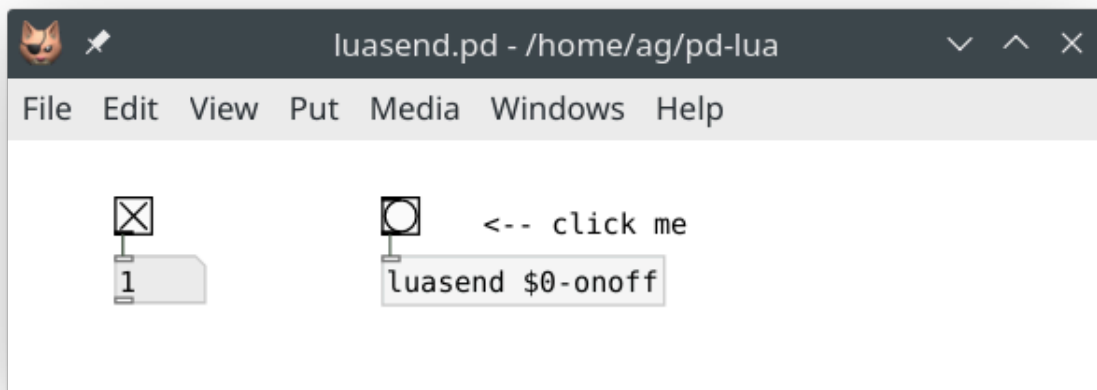 luasend.pd - /home/ag/pd-lua
File Edit View Put Media Windows Help
<-- click me
1
luasend $0-onoff